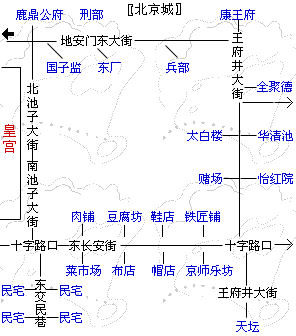 〖北京城〗
鹿鼎公府 刑部 康王府
地安门东大街
国子监 东厂 兵部
王府井大街
全聚德
北池子大街
皇宫
太白楼 华清池
南池子大街
赌场 怡红院
肉铺 豆腐坊 鞋店 铁匠铺
十字路口 东长安街 十字路口
菜市场 布店 帽店 京师乐坊
东交民巷
民宅 民宅
王府井大街
民宅 民宅
天坛